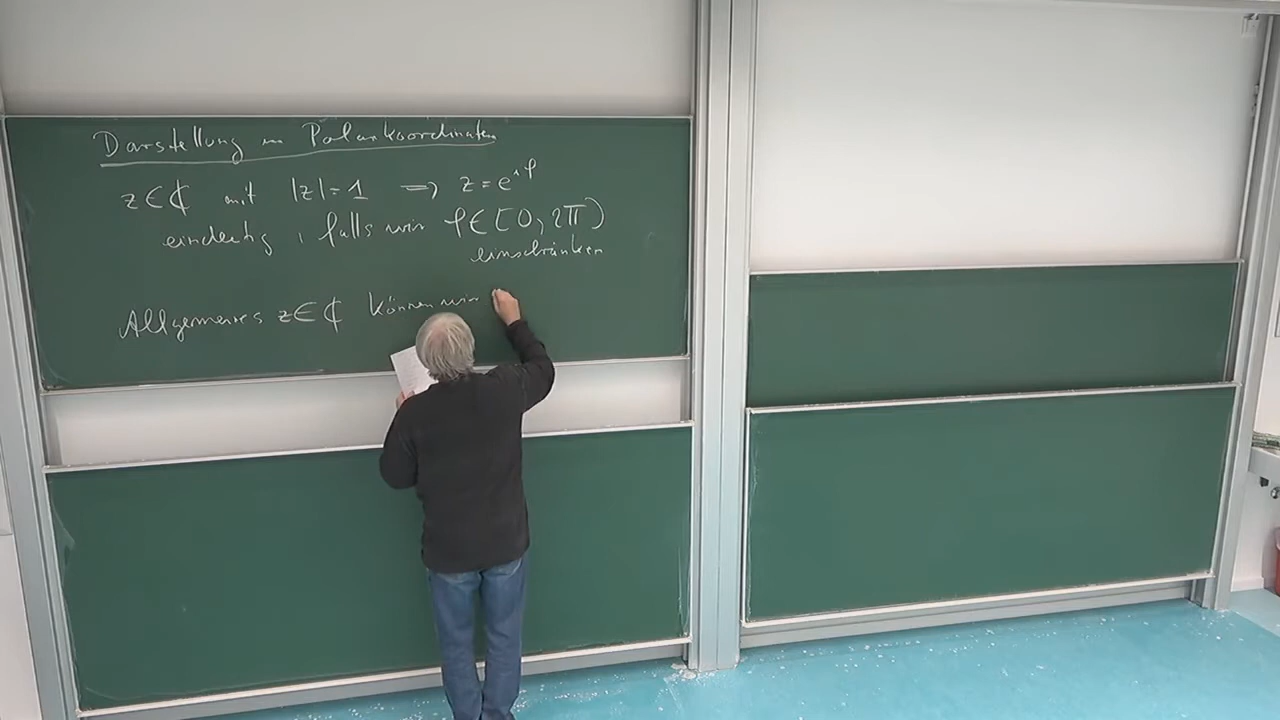 Darstellung in Polarkoordinaten
z ∈ ℂ mit |z| = 1 ⟹ z = e^{iφ}
eindeutig, falls wir φ ∈ [0, 2π)
einschränken
Allgemeines z ∈ ℂ können wir